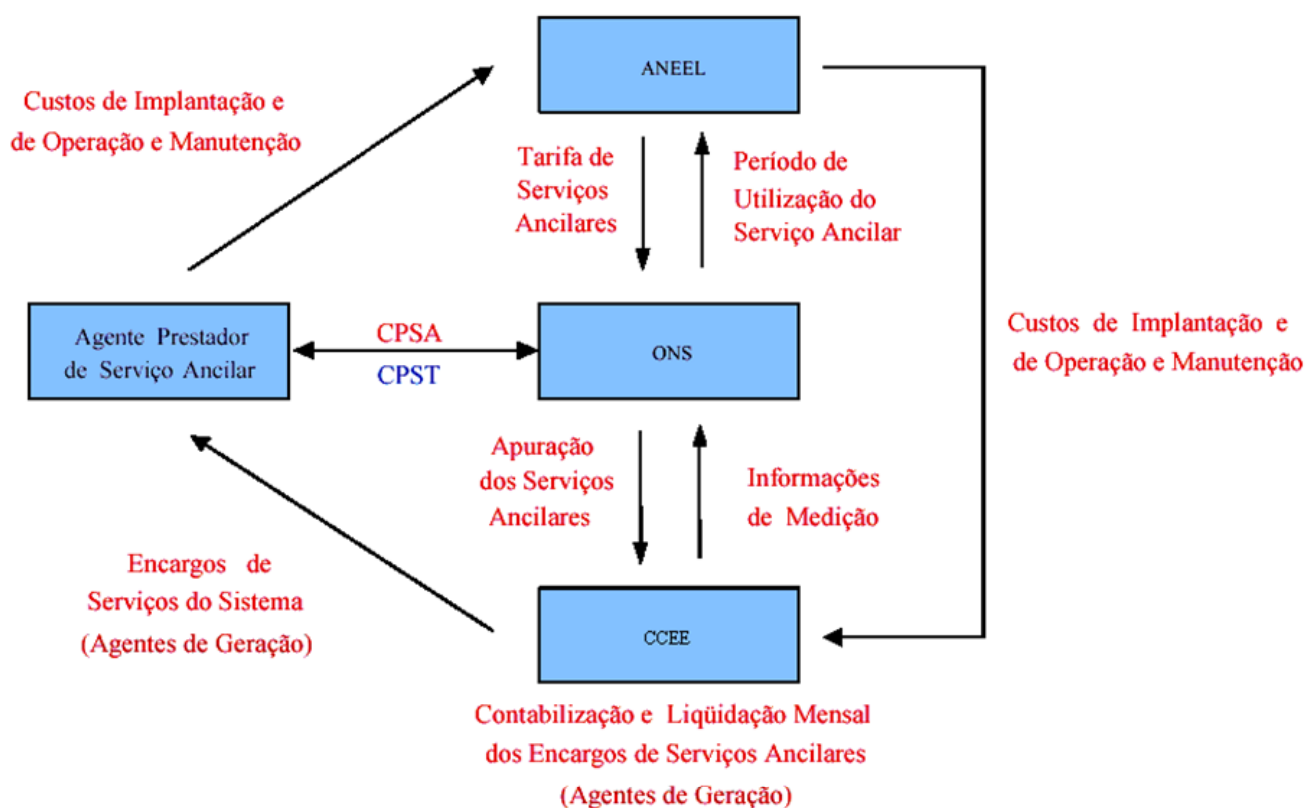 ANEEL
Custos de Implantação e
de Operação e Manutenção
Tarifa de
Serviços
Ancilares
Período de
Utilização do
Serviço Ancilar
Agente Prestador
de Serviço Ancilar
CPSA
CPST
ONS
Custos de Implantação e
de Operação e Manutenção
Apuração
dos Serviços
Ancilares
Informações
de Medição
Encargos de
Serviços do Sistema
(Agentes de Geração)
CCEE
Contabilização e Liqüidação Mensal
dos Encargos de Serviços Ancilares
(Agentes de Geração)